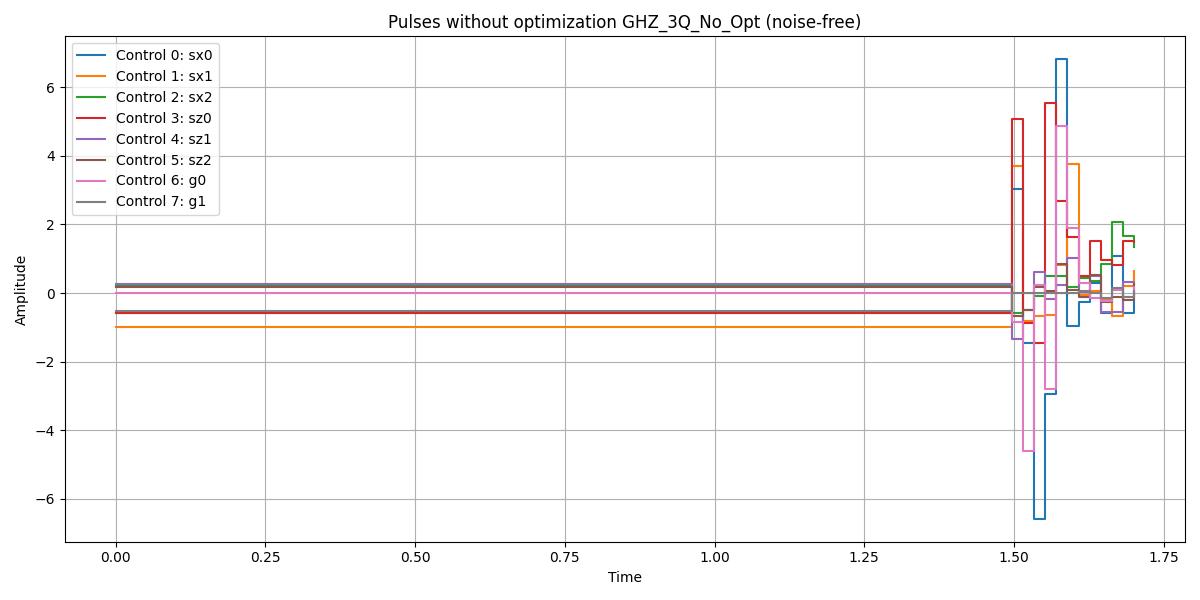 Pulses without optimization GHZ_3Q_No_Opt (noise-free)
Control 0: sx0
Control 1: sx1
Control 2: sx2
Control 3: sz0
Control 4: sz1
Control 5: sz2
Control 6: g0
Control 7: g1
Amplitude
6
4
2
0
−2
−4
−6
0.00 0.25 0.50 0.75 1.00 1.25 1.50 1.75
Time